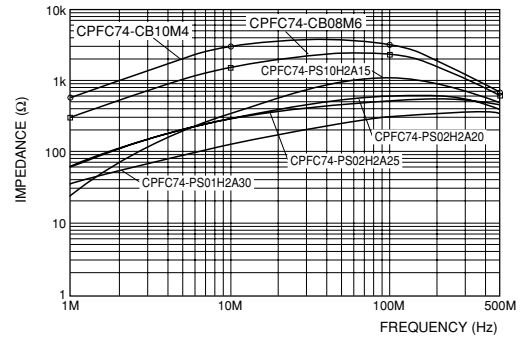 10k
CPFC74-CB10M4
CPFC74-CB08M6
CPFC74-PS10H2A15
1k
CPFC74-PS02H2A20
CPFC74-PS02H2A25
CPFC74-PS01H2A30
100
10
1
IMPEDANCE (Ω)
1M
10M
100M
500M
FREQUENCY (Hz)